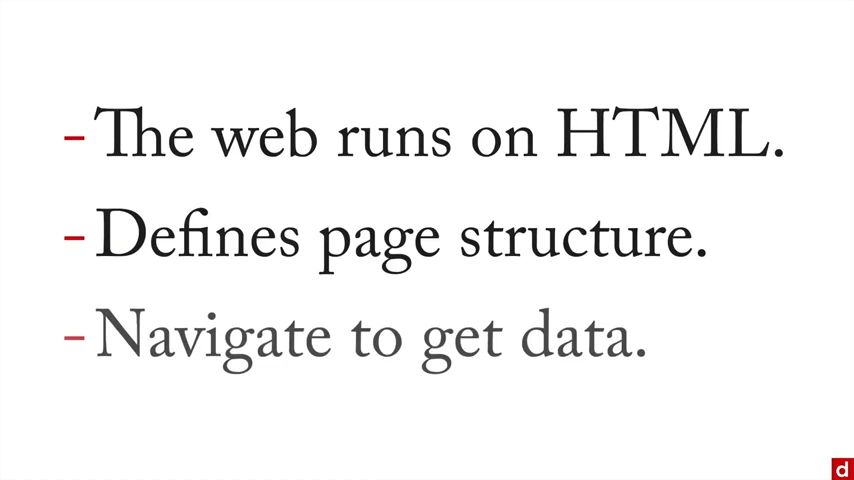 - The web runs on HTML.
- Defines page structure.
- Navigate to get data.
d